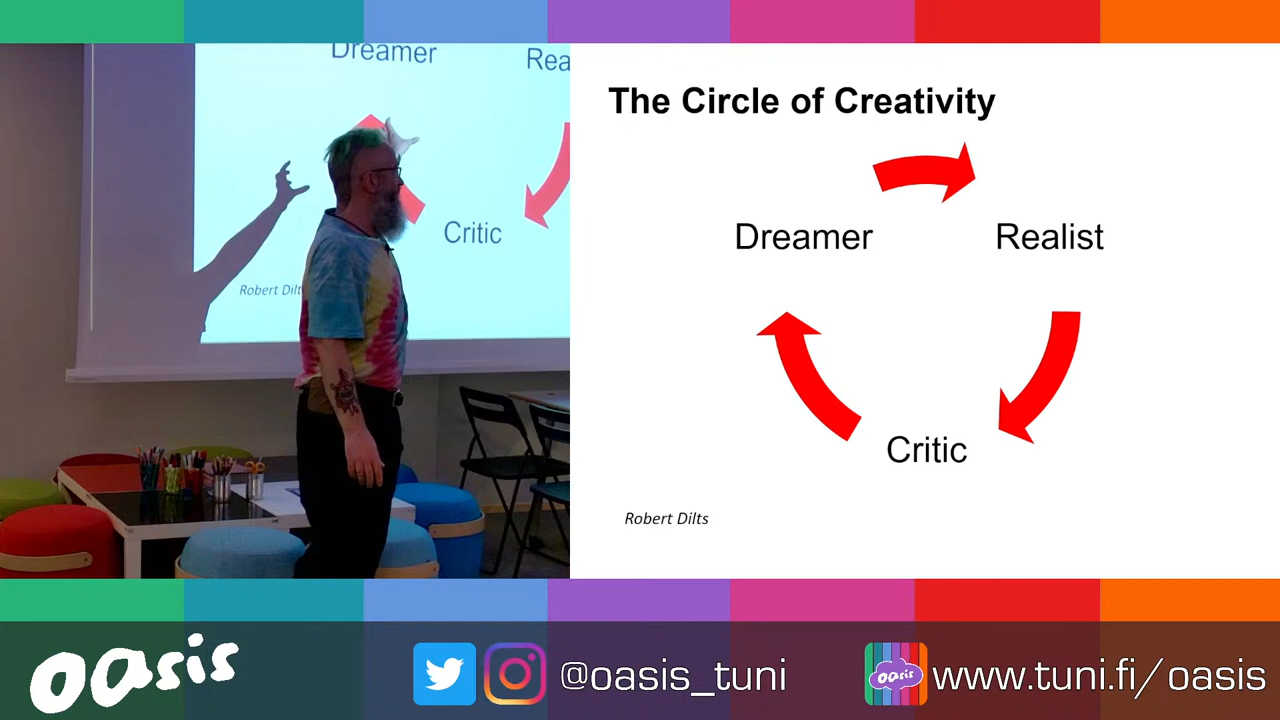 Dreamer
Rea
Critic
Robert Dilt
The Circle of Creativity
Dreamer
Realist
Critic
Robert Dilts
oasis
@oasis_tuni
oasis
www.tuni.fi/oasis